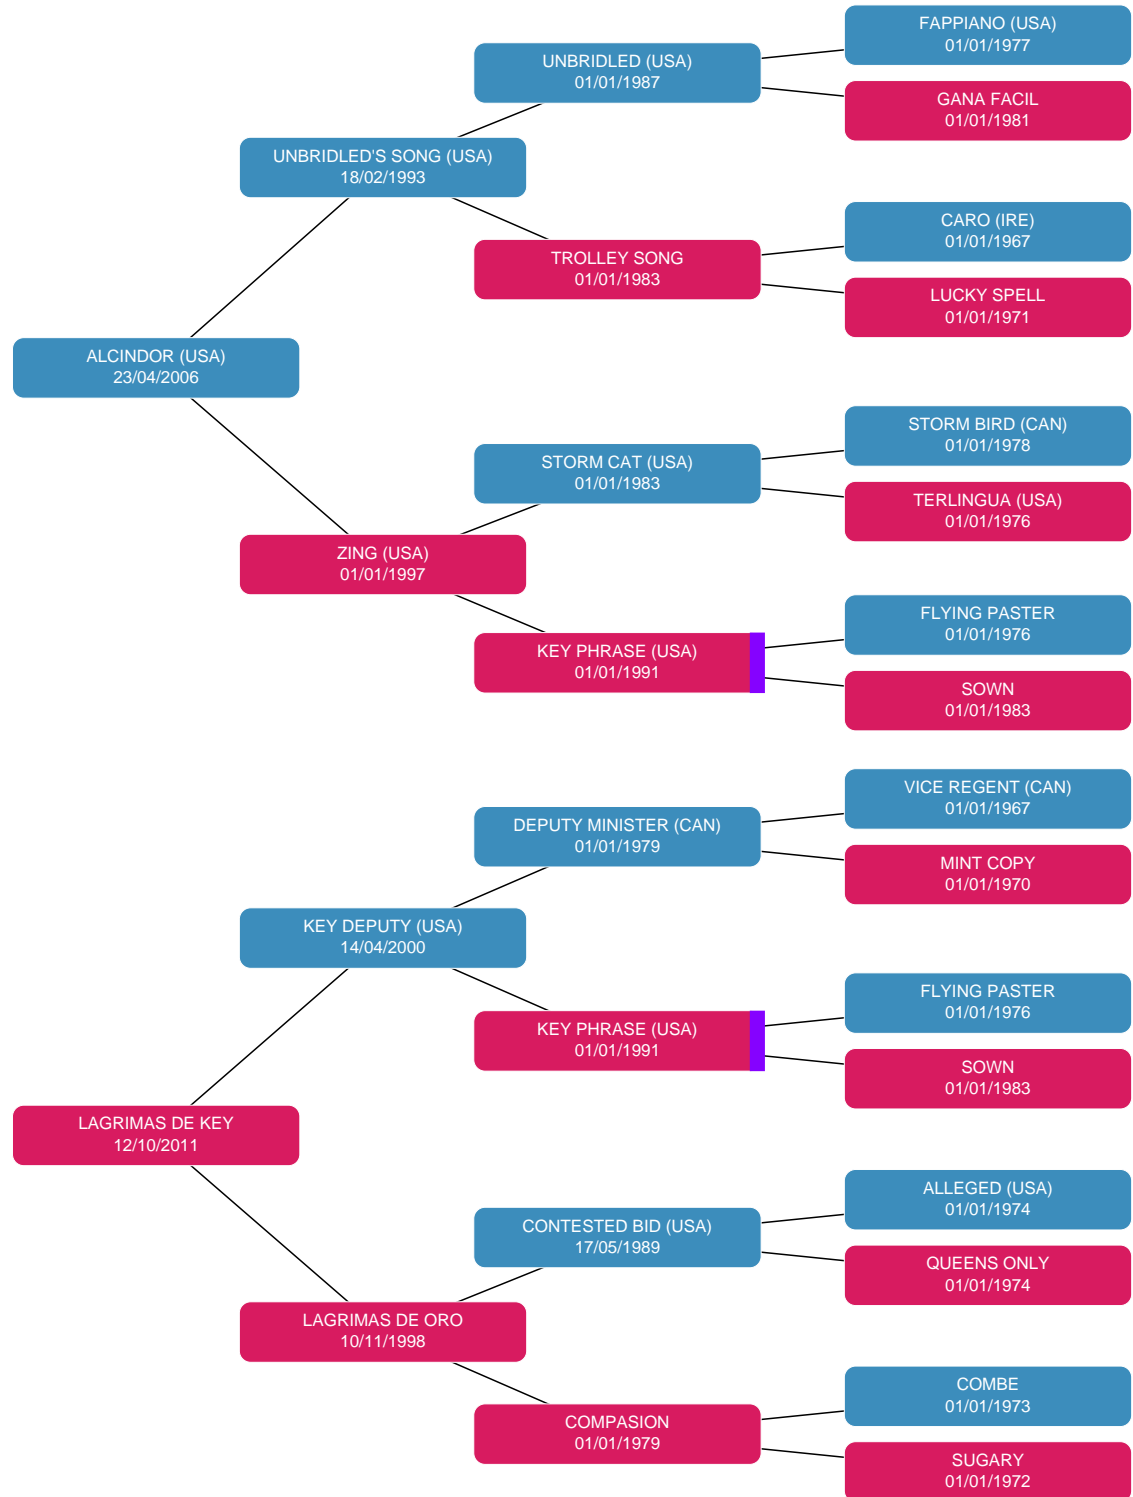 FAPPIANO (USA)
01/01/1977
UNBRIDLED (USA)
01/01/1987
GANA FACIL
01/01/1981
UNBRIDLED'S SONG (USA)
18/02/1993
CARO (IRE)
01/01/1967
TROLLEY SONG
01/01/1983
LUCKY SPELL
01/01/1971
ALCINDOR (USA)
23/04/2006
STORM BIRD (CAN)
01/01/1978
STORM CAT (USA)
01/01/1983
TERLINGUA (USA)
01/01/1976
ZING (USA)
01/01/1997
FLYING PASTER
01/01/1976
KEY PHRASE (USA)
01/01/1991
SOWN
01/01/1983
VICE REGENT (CAN)
01/01/1967
DEPUTY MINISTER (CAN)
01/01/1979
MINT COPY
01/01/1970
KEY DEPUTY (USA)
14/04/2000
FLYING PASTER
01/01/1976
KEY PHRASE (USA)
01/01/1991
SOWN
01/01/1983
LAGRIMAS DE KEY
12/10/2011
ALLEGED (USA)
01/01/1974
CONTESTED BID (USA)
17/05/1989
QUEENS ONLY
01/01/1974
LAGRIMAS DE ORO
10/11/1998
COMBE
01/01/1973
COMPASION
01/01/1979
SUGARY
01/01/1972